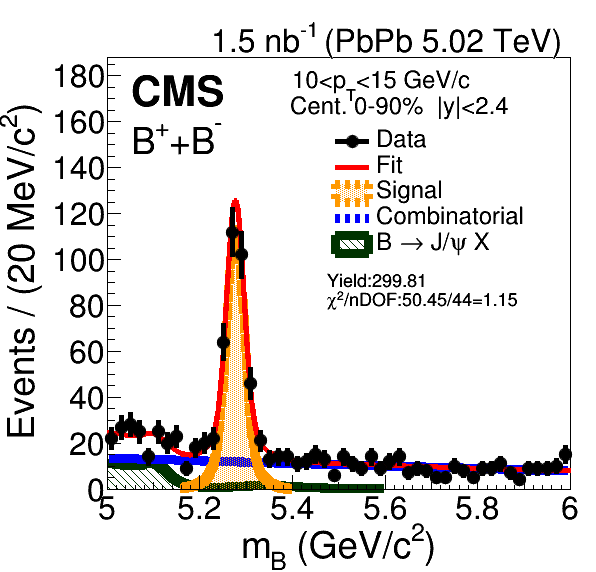 1.5 nb⁻¹ (PbPb 5.02 TeV)
CMS
B⁺+B⁻
10<p_T<15 GeV/c
Cent. 0-90% |y|<2.4
Data
Fit
Signal
Combinatorial
B → J/ψ X
Yield:299.81
χ²/nDOF:50.45/44=1.15
Events / (20 MeV/c²)
180
160
140
120
100
80
60
40
20
0
5 5.2 5.4 5.6 5.8 6
m_B (GeV/c²)